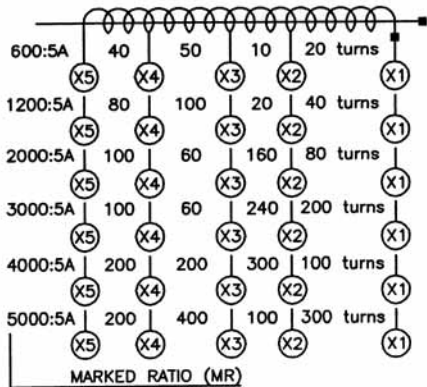 600:5A 40 50 10 20 turns
X5 X4 X3 X2 X1
1200:5A 80 100 20 40 turns
X5 X4 X3 X2 X1
2000:5A 100 60 160 80 turns
X5 X4 X3 X2 X1
3000:5A 100 60 240 200 turns
X5 X4 X3 X2 X1
4000:5A 200 200 300 100 turns
X5 X4 X3 X2 X1
5000:5A 200 400 100 300 turns
X5 X4 X3 X2 X1
MARKED RATIO (MR)